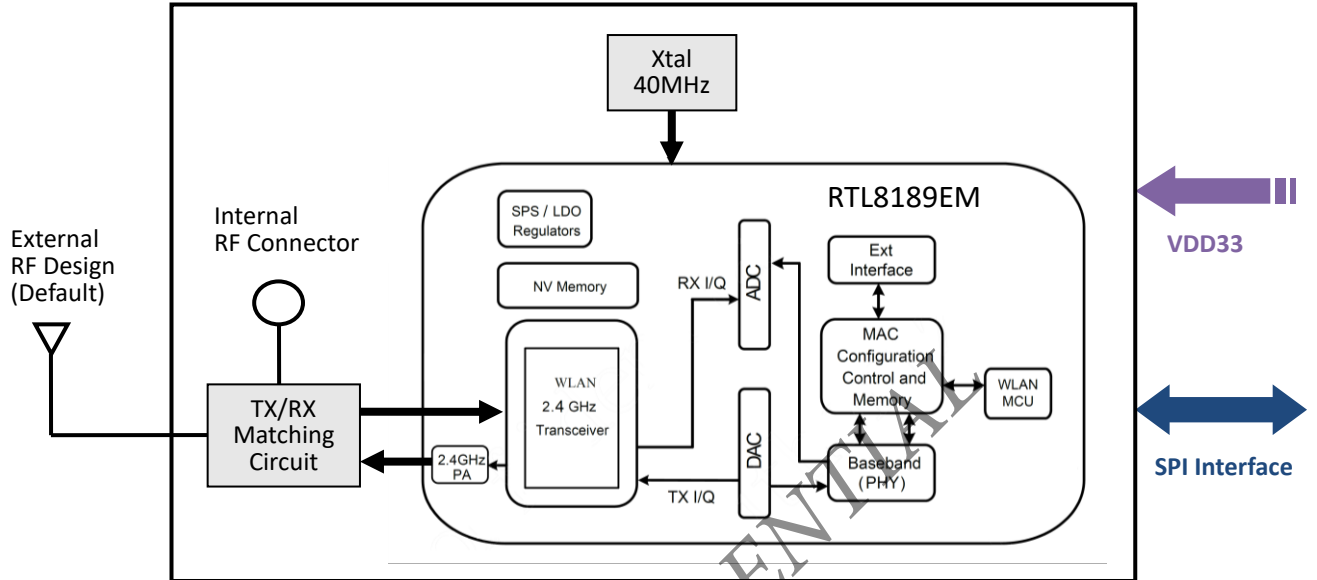 Xtal
40MHz
RTL8189EM
SPS / LDO
Regulators
Internal
RF Connector
External
RF Design
(Default)
VDD33
Ext
Interface
NV Memory
RX I/Q
ADC
MAC
Configuration
Control and
Memory
WLAN
2.4 GHz
Transceiver
WLAN
MCU
TX/RX
Matching
Circuit
2.4GHz
PA
DAC
Baseband
(PHY)
SPI Interface
TX I/Q
ENTIAL